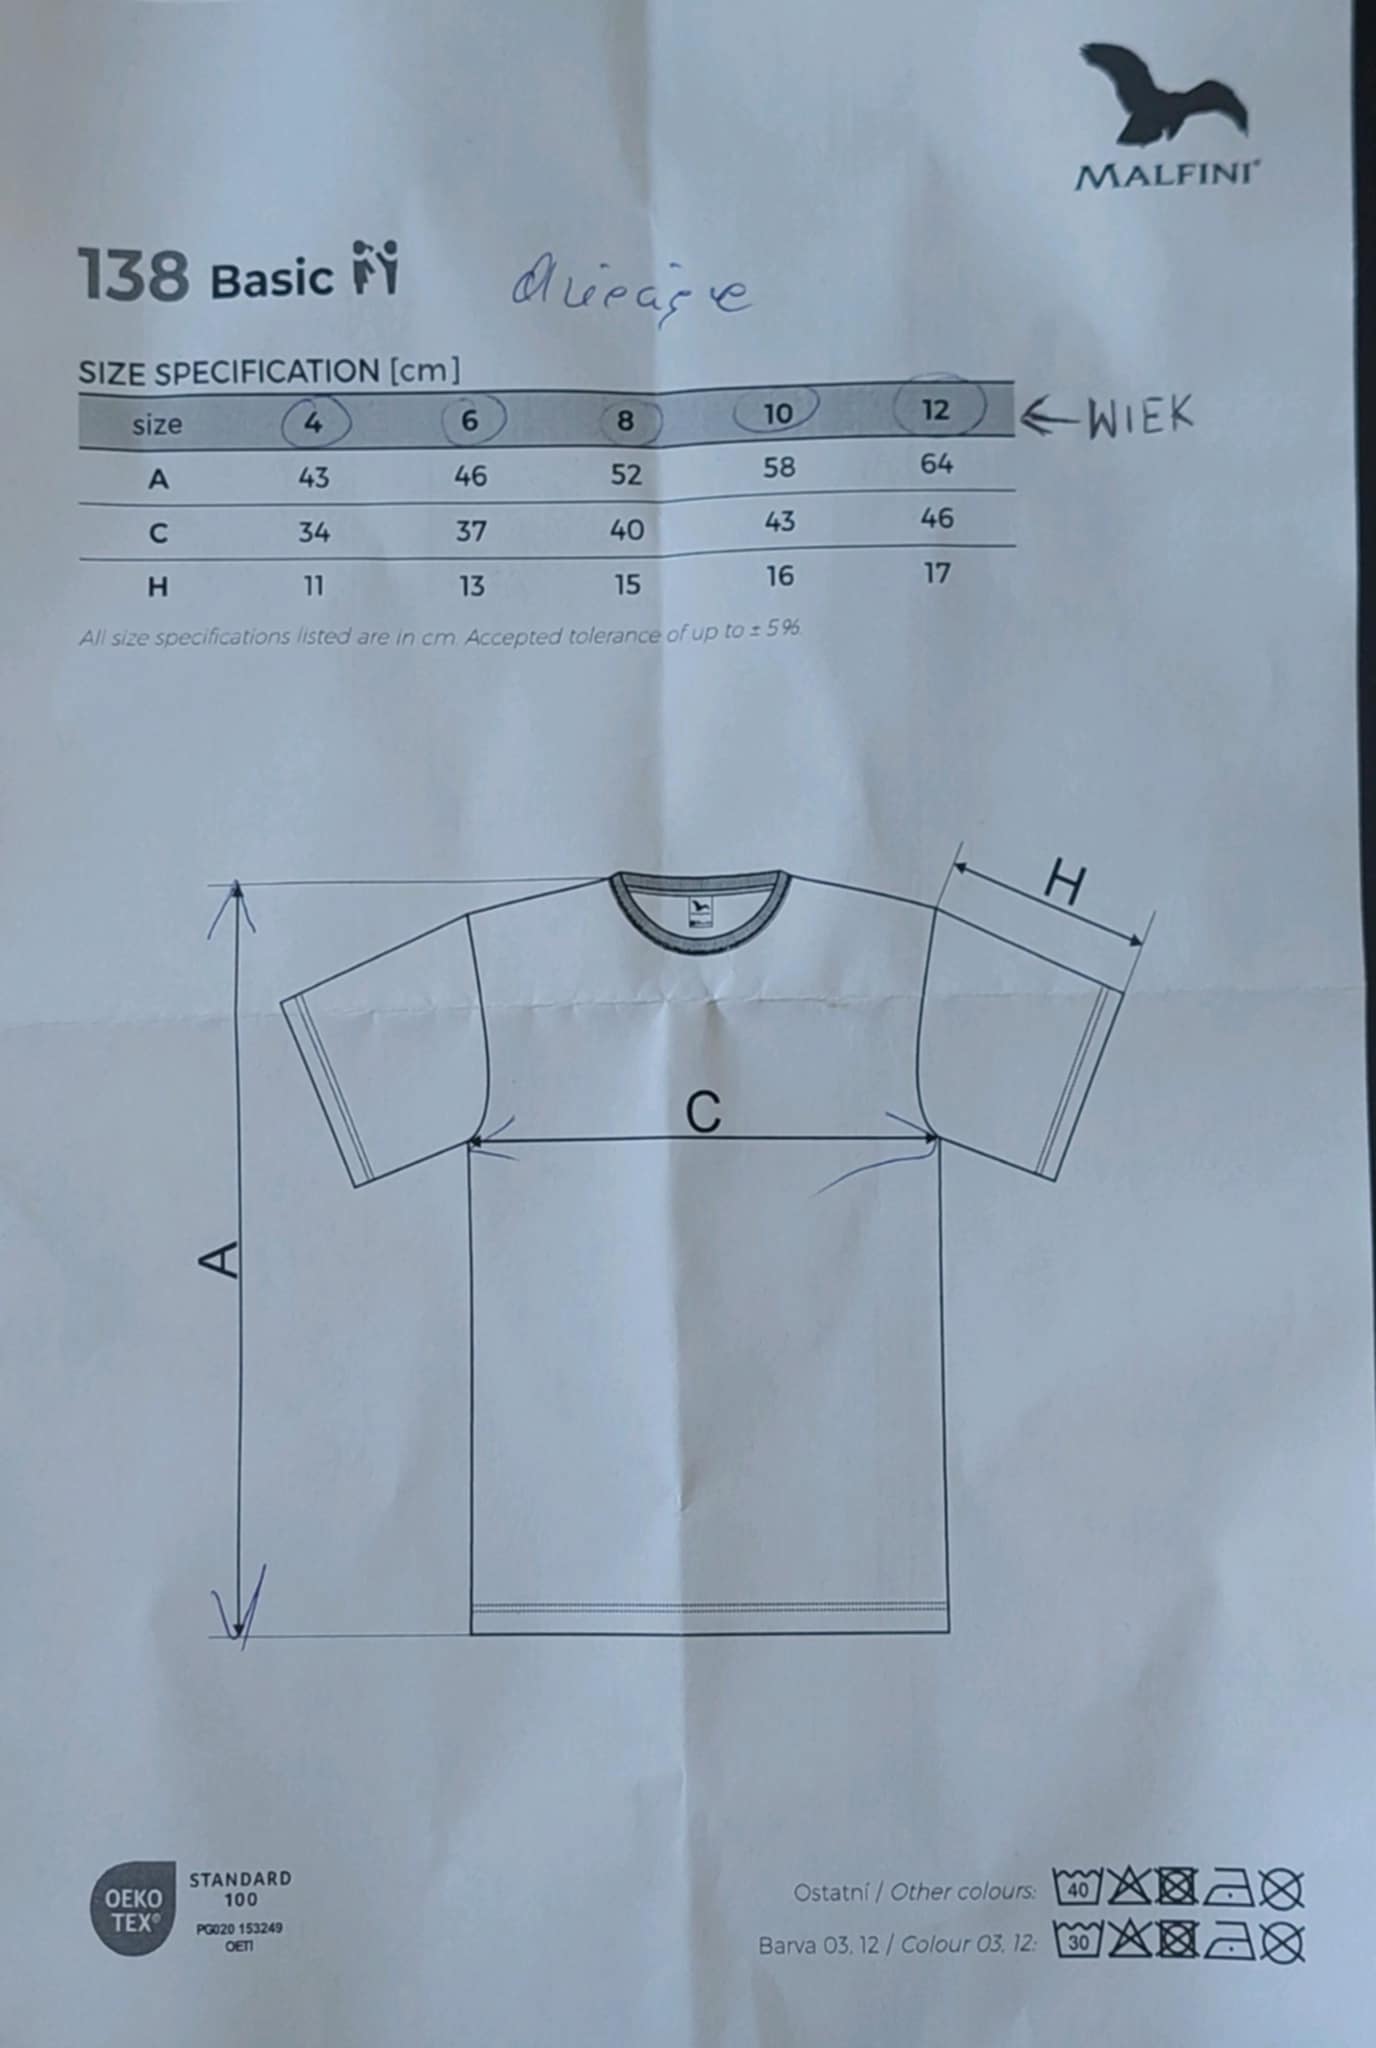 MALFINI®
138 Basic
SIZE SPECIFICATION [cm]
size 4 6 8 10 12 ← WIEK
A 43 46 52 58 64
C 34 37 40 43 46
H 11 13 15 16 17
All size specifications listed are in cm. Accepted tolerance of up to ± 5 %.
H
C
A
OEKO TEX®
STANDARD 100
PG020 153249
OETI
Ostatní / Other colours: 40
Barva 03, 12 / Colour 03, 12: 30